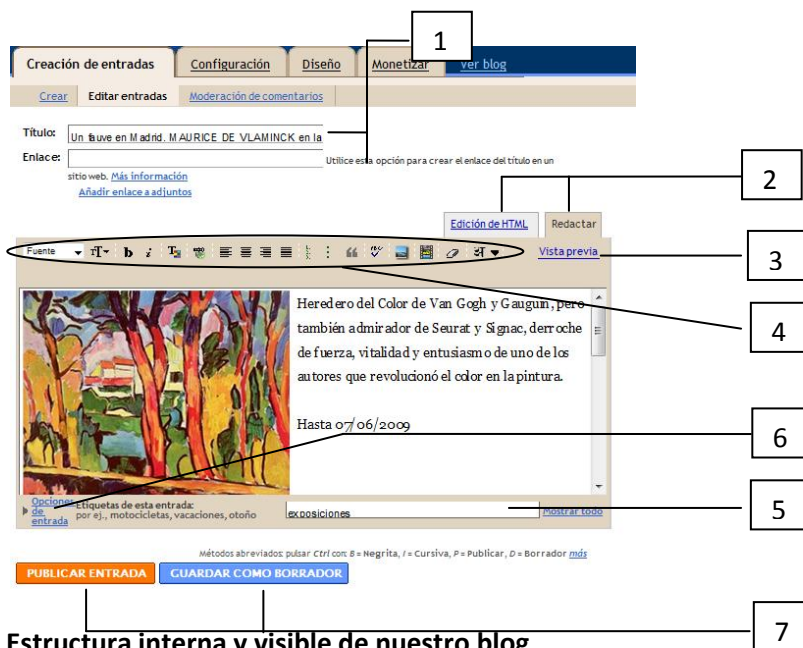 1
Creación de entradas Configuración Diseño Monetizar Ver blog
Crear Editar entradas Moderación de comentarios
Título: Un fauve en Madrid. MAURICE DE VLAMINCK en la
Enlace: Utilice esta opción para crear el enlace del título en un
sitio web. Más información
Añadir enlace a adjuntos
2
Edición de HTML Redactar
Fuente Vista previa
3
Heredero del Color de Van Gogh y Gauguin, pero
también admirador de Seurat y Signac, derroche
4
de fuerza, vitalidad y entusiasmo de uno de los
autores que revolucionó el color en la pintura.
Hasta 07/06/2009
6
Opciones de entrada
Etiquetas de esta entrada:
por ej., motocicletas, vacaciones, otoño
exposiciones
Mostrar todo
5
Métodos abreviados: pulsar Ctrl con: B = Negrita, I = Cursiva, P = Publicar, D = Borrador más
PUBLICAR ENTRADA GUARDAR COMO BORRADOR
7
Estructura interna y visible de nuestro blog